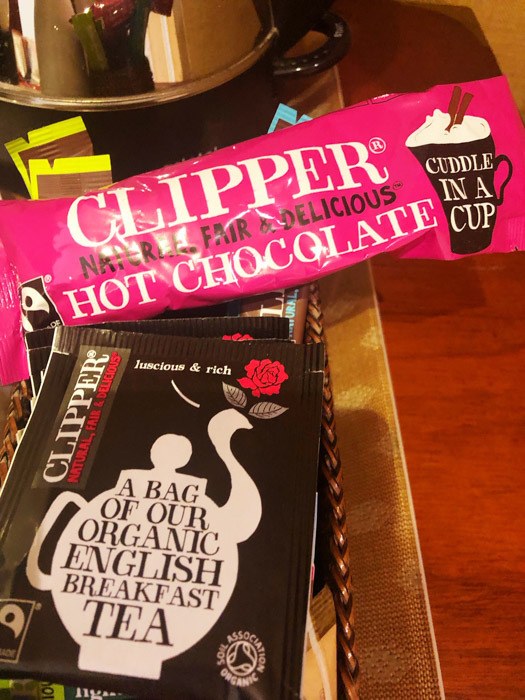 CLIPPER®
NATURAL, FAIR & DELICIOUS™
HOT CHOCOLATE
CUDDLE
IN A
CUP
CLIPPER®
NATURAL, FAIR & DELICIOUS
luscious & rich
A BAG
OF OUR
ORGANIC
ENGLISH
BREAKFAST
TEA
SOIL ASSOCIATION
ORGANIC